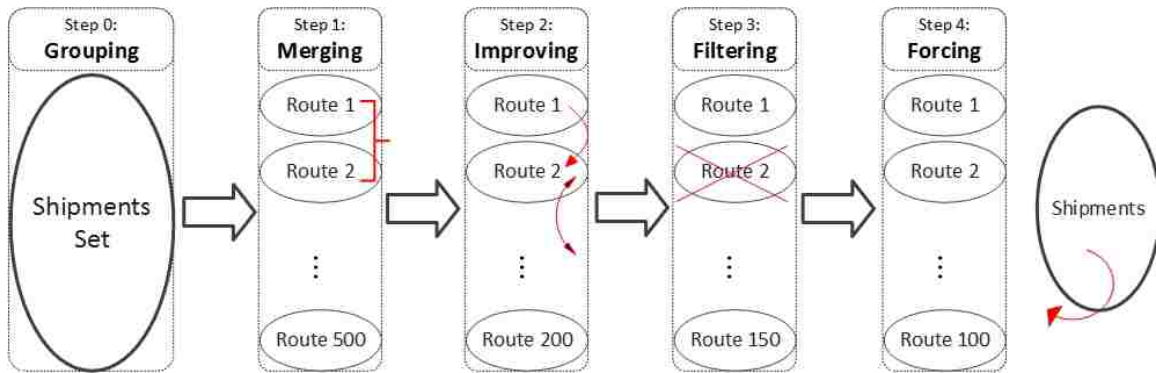 Step 0:
Grouping
Shipments
Set
Step 1:
Merging
Route 1
Route 2
⋮
Route 500
Step 2:
Improving
Route 1
Route 2
⋮
Route 200
Step 3:
Filtering
Route 1
Route 2
⋮
Route 150
Step 4:
Forcing
Route 1
Route 2
⋮
Route 100
Shipments